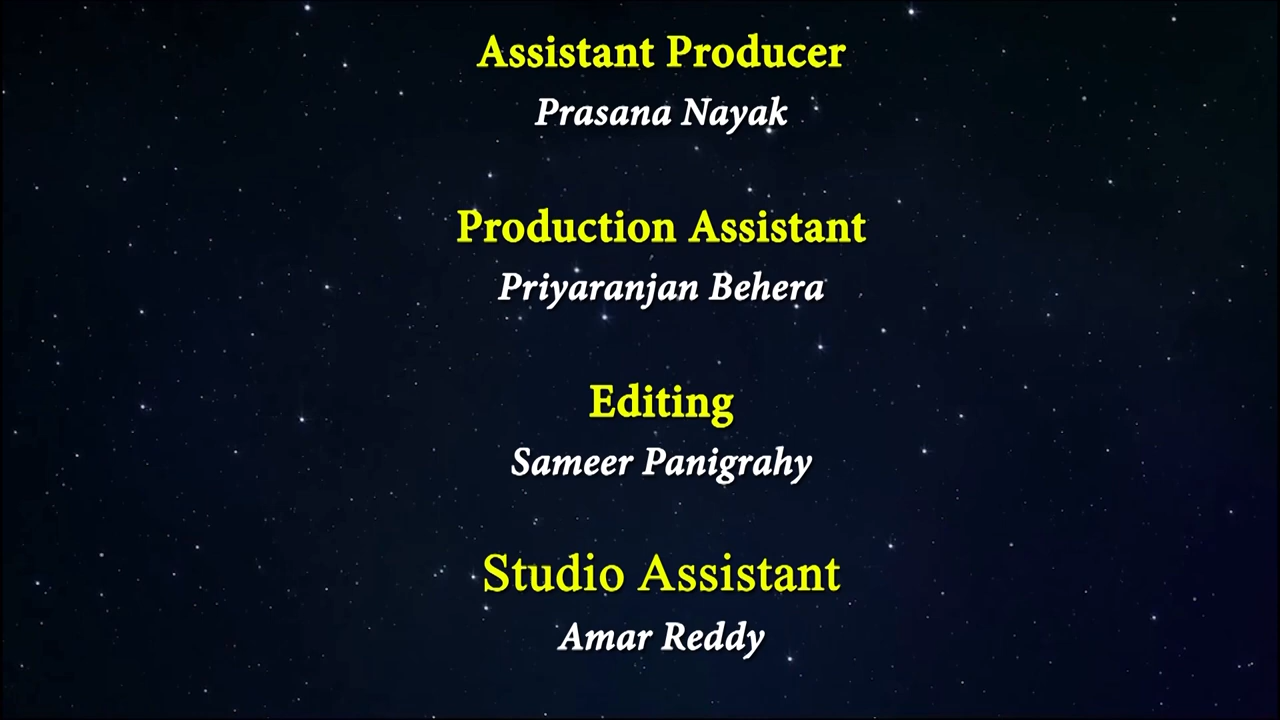 Assistant Producer
Prasana Nayak
Production Assistant
Priyaranjan Behera
Editing
Sameer Panigrahy
Studio Assistant
Amar Reddy